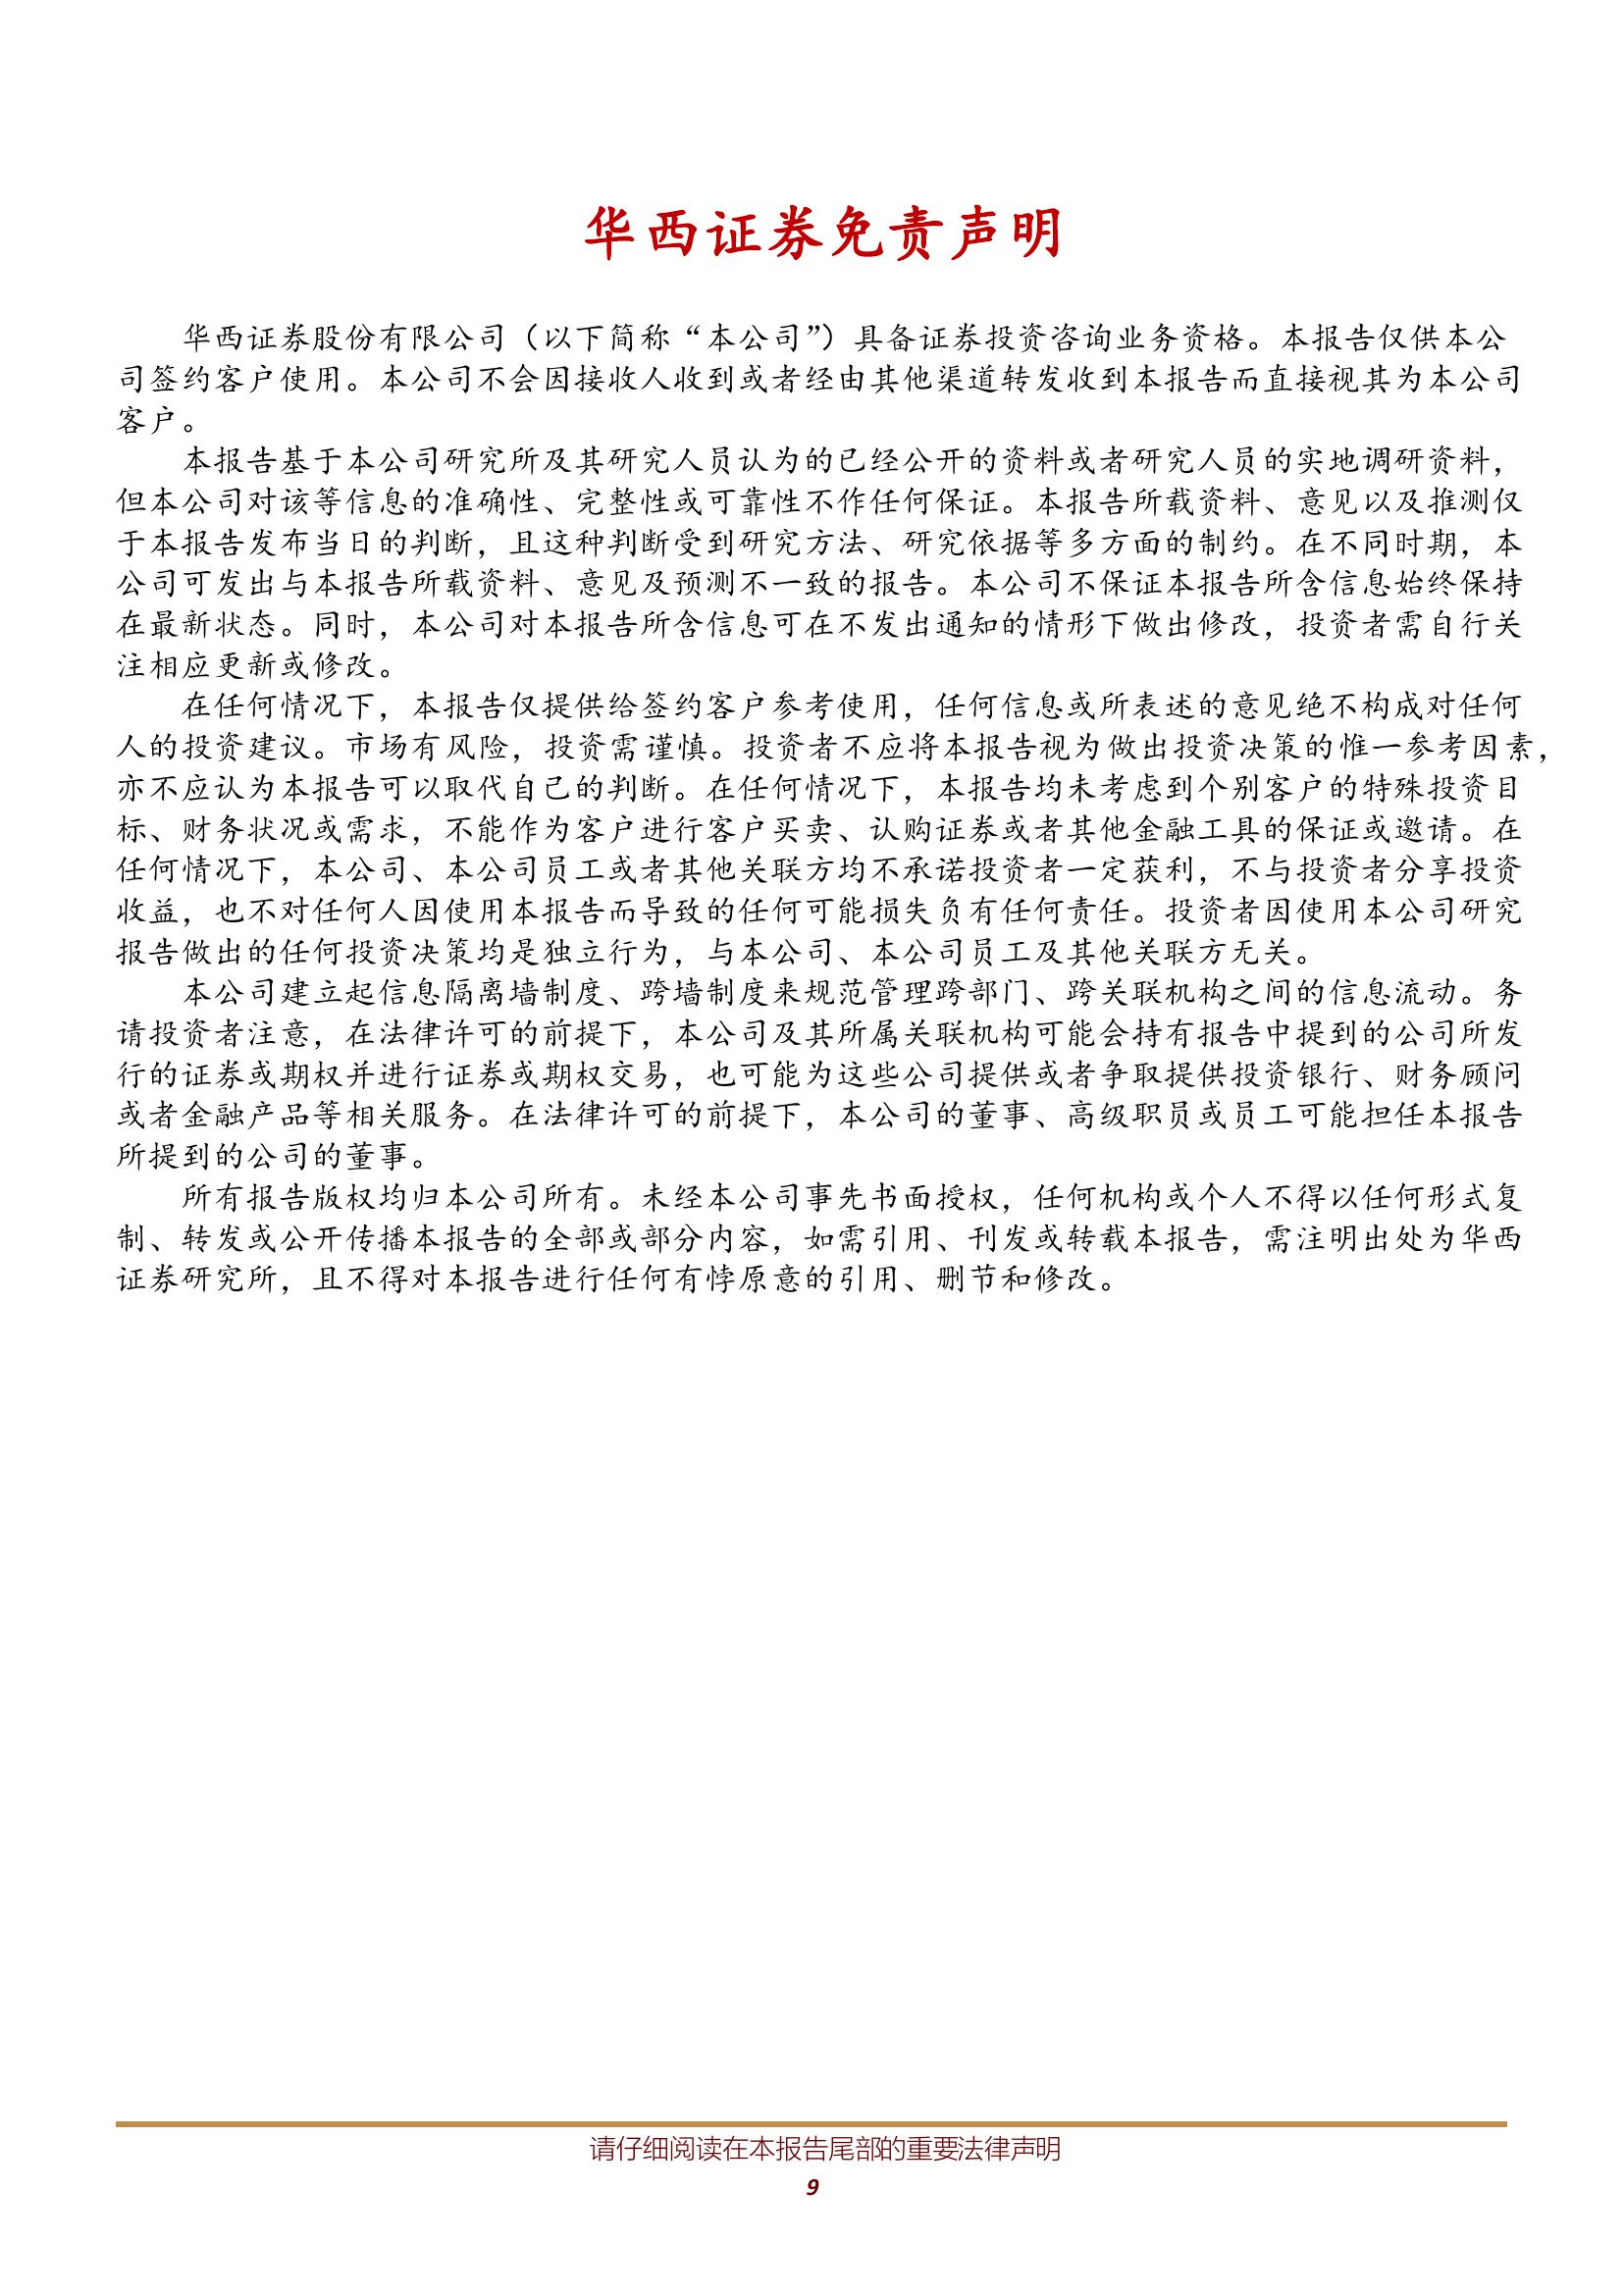 华西证券免责声明
华西证券股份有限公司（以下简称“本公司”）具备证券投资咨询业务资格。本报告仅供本公
司签约客户使用。本公司不会因接收人收到或者经由其他渠道转发收到本报告而直接视其为本公司
客户。
本报告基于本公司研究所及其研究人员认为的已经公开的资料或者研究人员的实地调研资料，
但本公司对该等信息的准确性、完整性或可靠性不作任何保证。本报告所载资料、意见以及推测仅
于本报告发布当日的判断，且这种判断受到研究方法、研究依据等多方面的制约。在不同时期，本
公司可发出与本报告所载资料、意见及预测不一致的报告。本公司不保证本报告所含信息始终保持
在最新状态。同时，本公司对本报告所含信息可在不发出通知的情形下做出修改，投资者需自行关
注相应更新或修改。
在任何情况下，本报告仅提供给签约客户参考使用，任何信息或所表述的意见绝不构成对任何
人的投资建议。市场有风险，投资需谨慎。投资者不应将本报告视为做出投资决策的惟一参考因素，
亦不应认为本报告可以取代自己的判断。在任何情况下，本报告均未考虑到个别客户的特殊投资目
标、财务状况或需求，不能作为客户进行客户买卖、认购证券或者其他金融工具的保证或邀请。在
任何情况下，本公司、本公司员工或者其他关联方均不承诺投资者一定获利，不与投资者分享投资
收益，也不对任何人因使用本报告而导致的任何可能损失负有任何责任。投资者因使用本公司研究
报告做出的任何投资决策均是独立行为，与本公司、本公司员工及其他关联方无关。
本公司建立起信息隔离墙制度、跨墙制度来规范管理跨部门、跨关联机构之间的信息流动。务
请投资者注意，在法律许可的前提下，本公司及其所属关联机构可能会持有报告中提到的公司所发
行的证券或期权并进行证券或期权交易，也可能为这些公司提供或者争取提供投资银行、财务顾问
或者金融产品等相关服务。在法律许可的前提下，本公司的董事、高级职员或员工可能担任本报告
所提到的公司的董事。
所有报告版权均归本公司所有。未经本公司事先书面授权，任何机构或个人不得以任何形式复
制、转发或公开传播本报告的全部或部分内容，如需引用、刊发或转载本报告，需注明出处为华西
证券研究所，且不得对本报告进行任何有悖原意的引用、删节和修改。
请仔细阅读在本报告尾部的重要法律声明
9